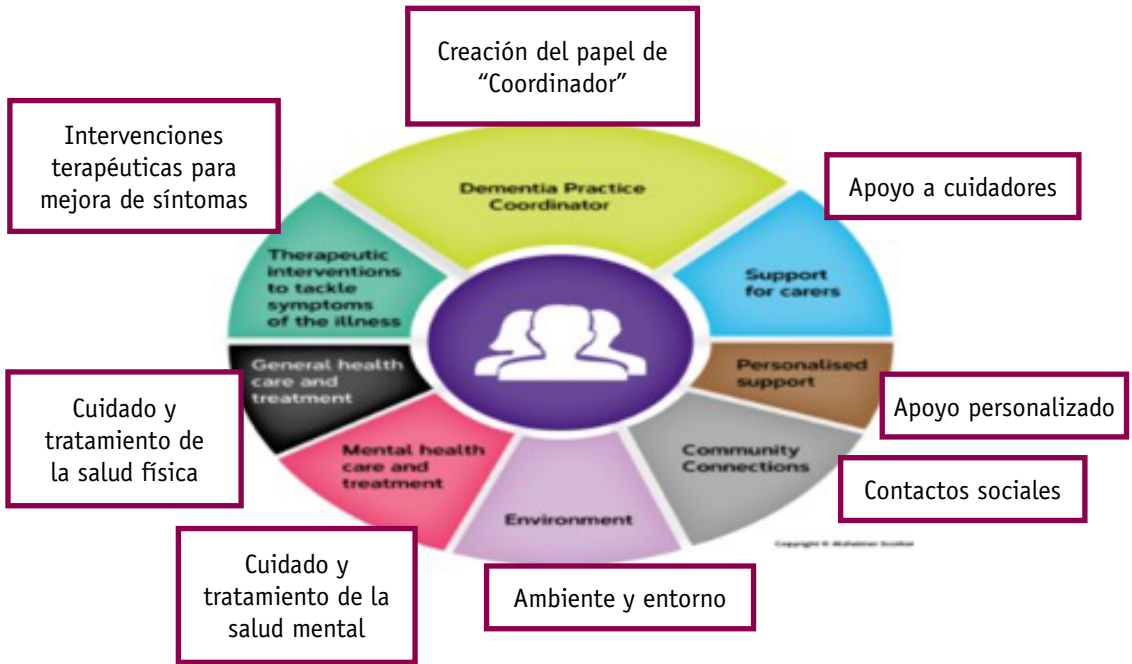 Creación del papel de
“Coordinador”
Intervenciones
terapéuticas para
mejora de síntomas
Apoyo a cuidadores
Dementia Practice
Coordinator
Therapeutic
interventions
to tackle
symptoms
of the illness
Support
for carers
General health
care and
treatment
Personalised
support
Cuidado y
tratamiento de
la salud física
Apoyo personalizado
Mental health
care and
treatment
Community
Connections
Contactos sociales
Environment
Copyright © Alzheimer
Cuidado y
tratamiento de la
salud mental
Ambiente y entorno